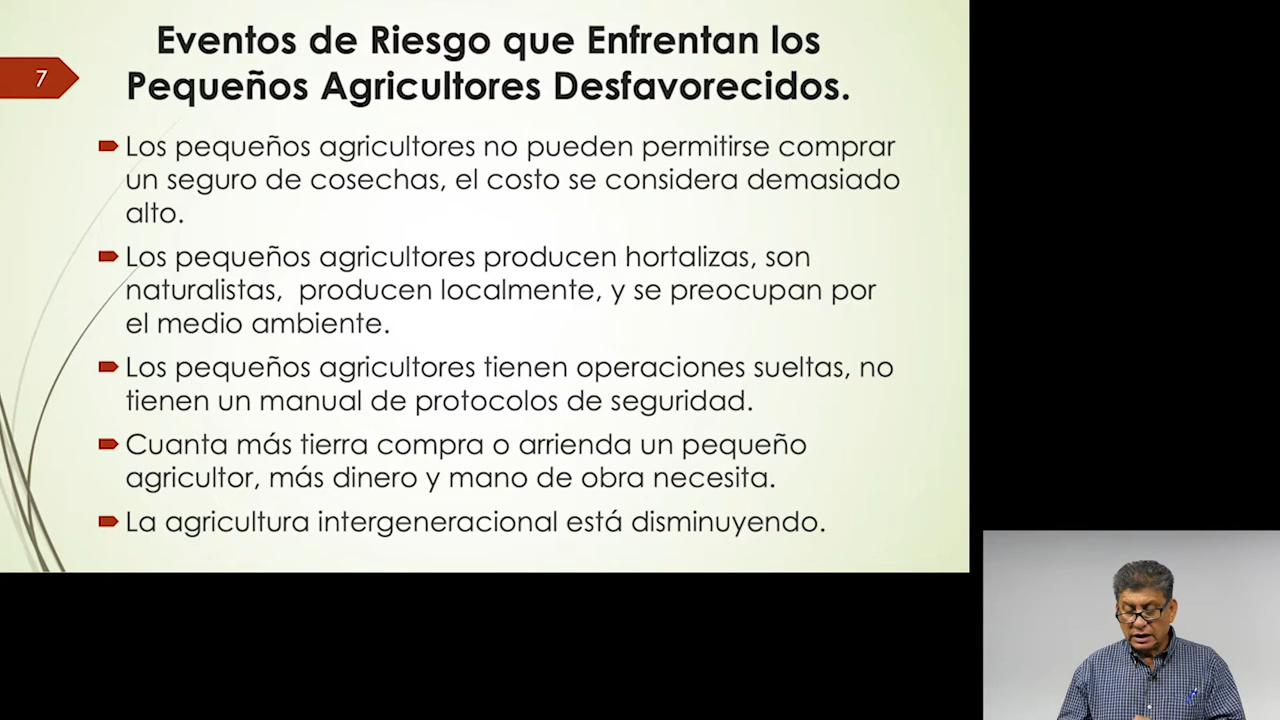 Eventos de Riesgo que Enfrentan los
Pequeños Agricultores Desfavorecidos.
7
Los pequeños agricultores no pueden permitirse comprar
un seguro de cosechas, el costo se considera demasiado
alto.
Los pequeños agricultores producen hortalizas, son
naturalistas,  producen localmente, y se preocupan por
el medio ambiente.
Los pequeños agricultores tienen operaciones sueltas, no
tienen un manual de protocolos de seguridad.
Cuanta más tierra compra o arrienda un pequeño
agricultor, más dinero y mano de obra necesita.
La agricultura intergeneracional está disminuyendo.